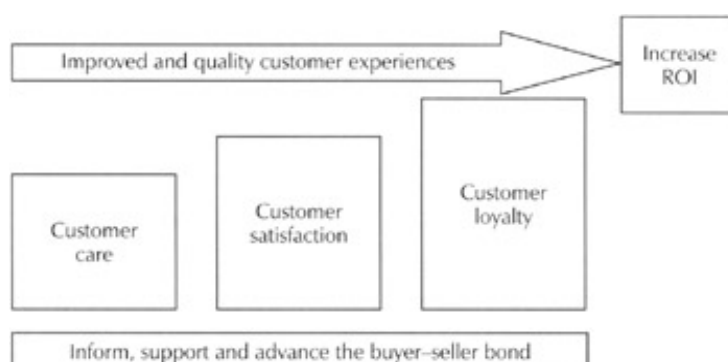 Improved and quality customer experiences
Increase
ROI
Customer
care
Customer
satisfaction
Customer
loyalty
Inform, support and advance the buyer–seller bond